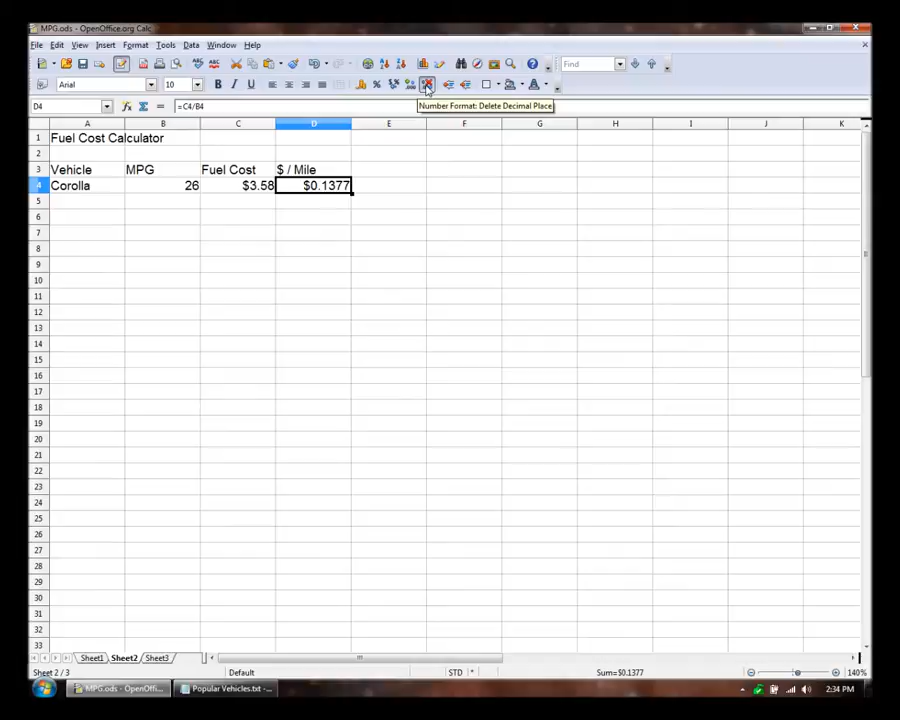 MPG.ods - OpenOffice.org Calc
File Edit View Insert Format Tools Data Window Help
Find
Arial 10
D4 =C4/B4
Number Format: Delete Decimal Place
A B C D E F G H I J K
1 Fuel Cost Calculator
2
3 Vehicle MPG Fuel Cost $ / Mile
4 Corolla 26 $3.58 $0.1377
5
6
7
8
9
10
11
12
13
14
15
16
17
18
19
20
21
22
23
24
25
26
27
28
29
30
31
32
33
Sheet1 Sheet2 Sheet3
Sheet 2 / 3 Default STD * Sum=$0.1377 140%
MPG.ods - OpenOffi... Popular Vehicles.txt - ... 2:34 PM